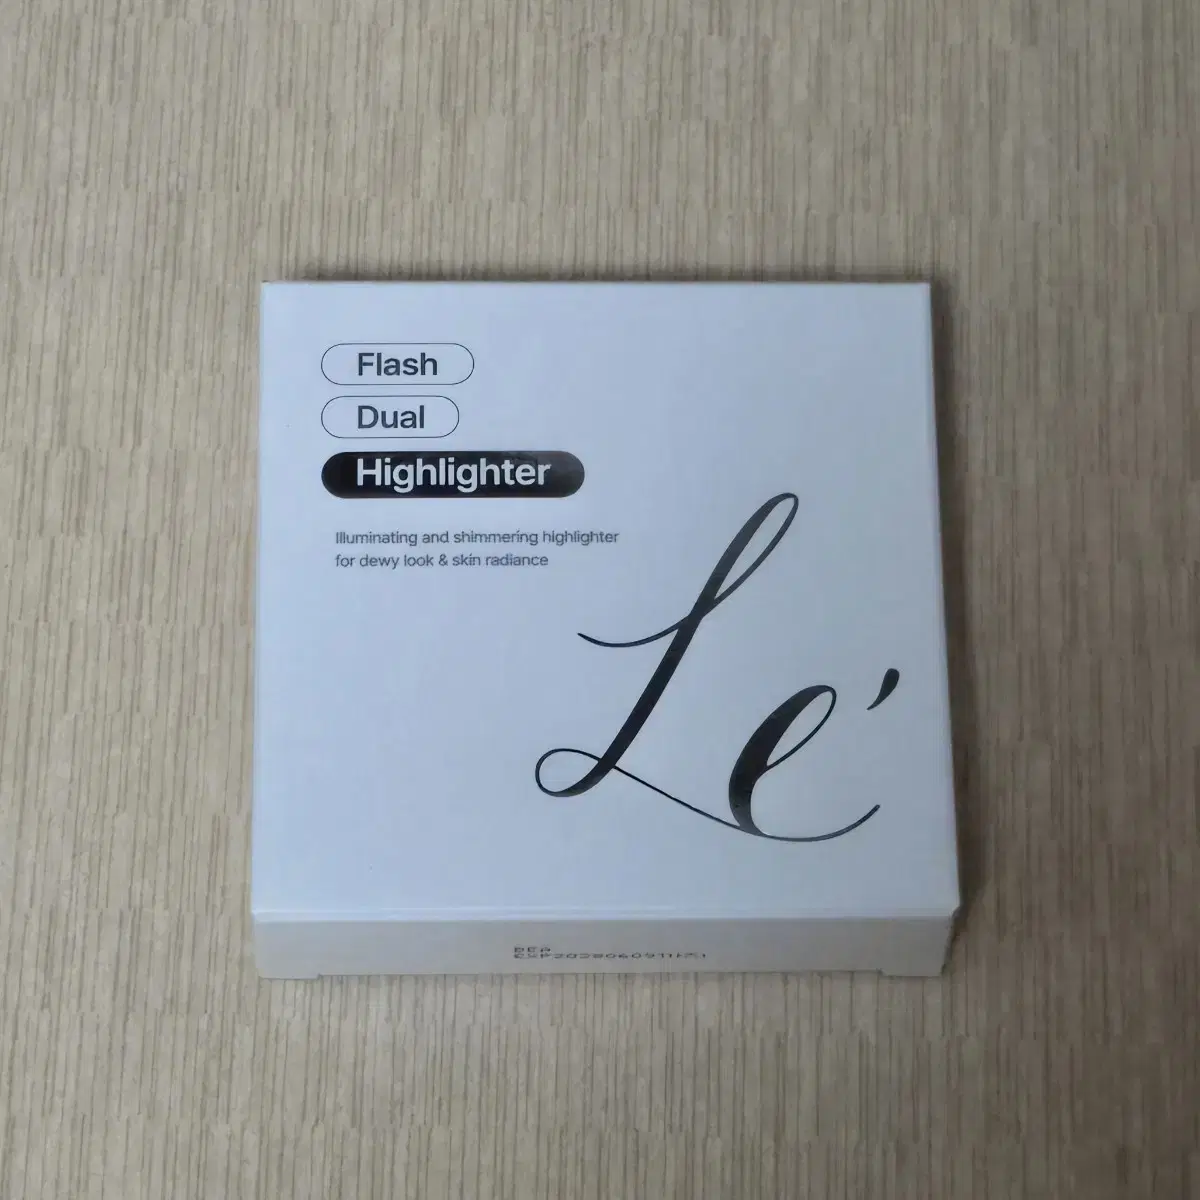 Flash
Dual
Highlighter
Illuminating and shimmering highlighter
for dewy look & skin radiance
Le'